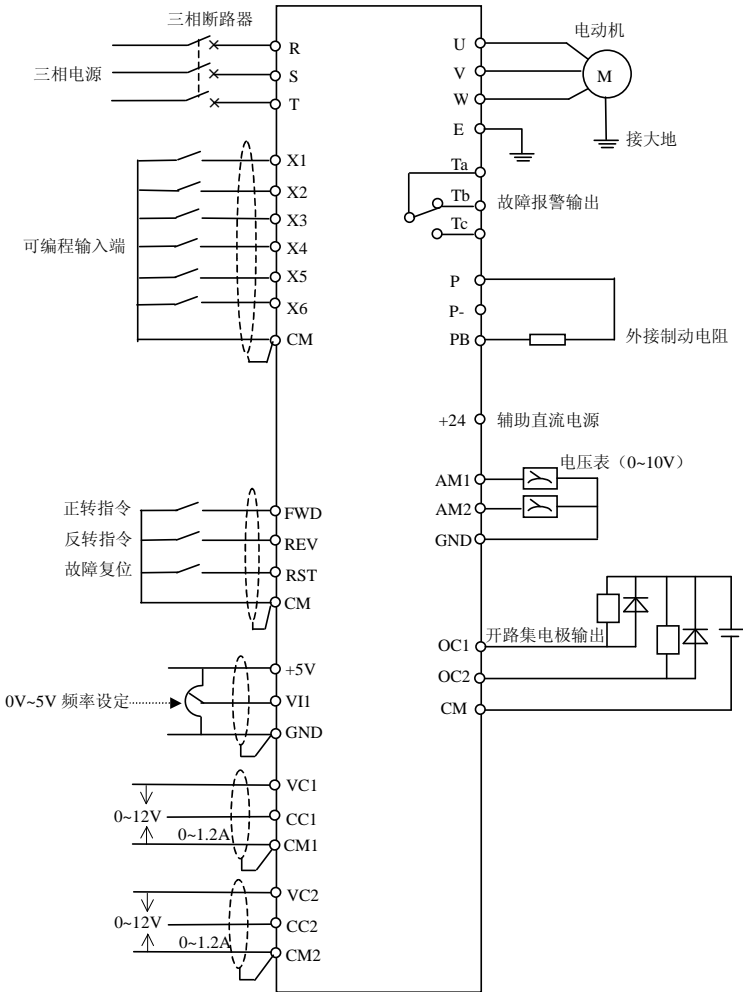 三相断路器
三相电源
R
S
T
X1
X2
X3
可编程输入端
X4
X5
X6
CM
正转指令
FWD
反转指令
REV
故障复位
RST
CM
+5V
0V~5V 频率设定
VI1
GND
VC1
0~12V
CC1
0~1.2A
CM1
VC2
0~12V
CC2
0~1.2A
CM2
电动机
U
V
M
W
E
接大地
Ta
Tb
故障报警输出
Tc
P
P-
PB
外接制动电阻
+24
辅助直流电源
电压表（0~10V）
AM1
AM2
GND
开路集电极输出
OC1
OC2
CM